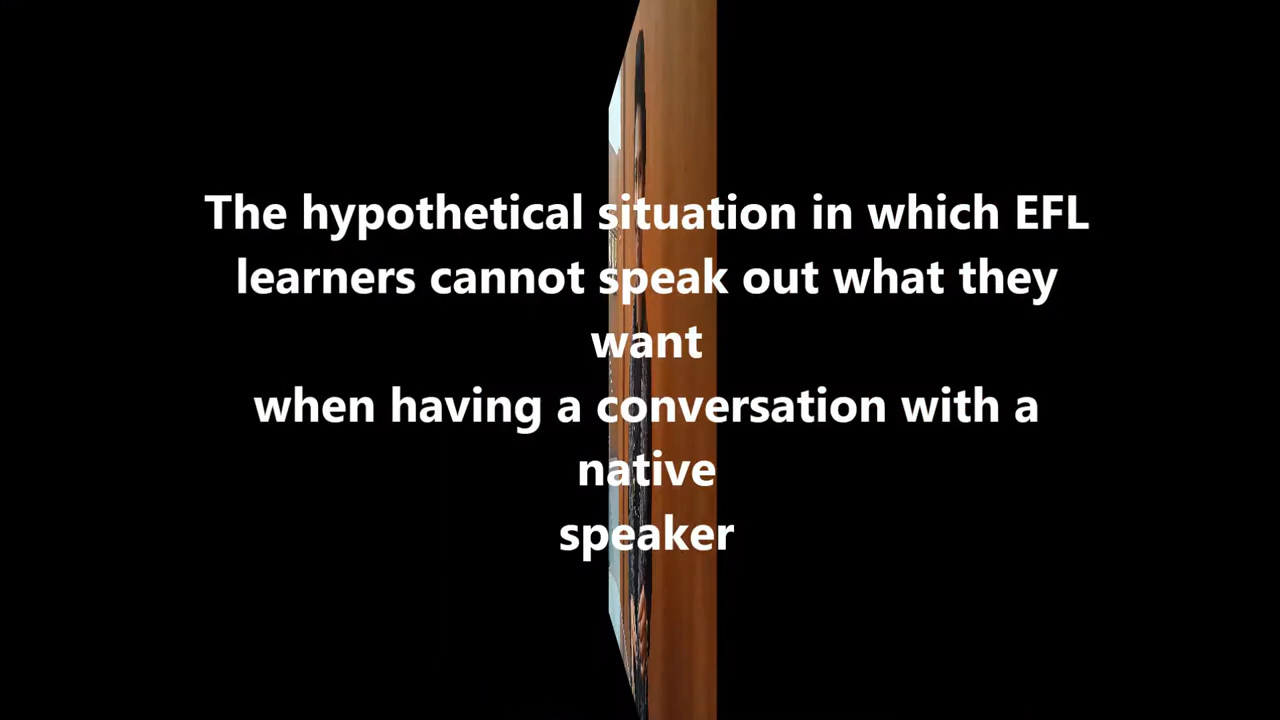 The hypothetical situation in which EFL
learners cannot speak out what they
want
when having a conversation with a
native
speaker